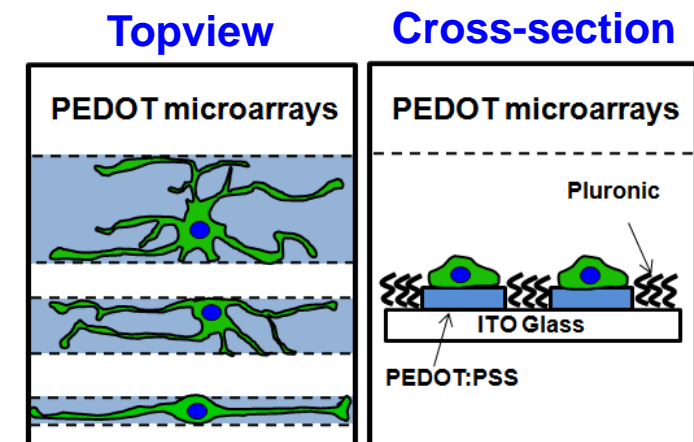 Topview
Cross-section
PEDOT microarrays
PEDOT microarrays
Pluronic
ITO Glass
PEDOT:PSS